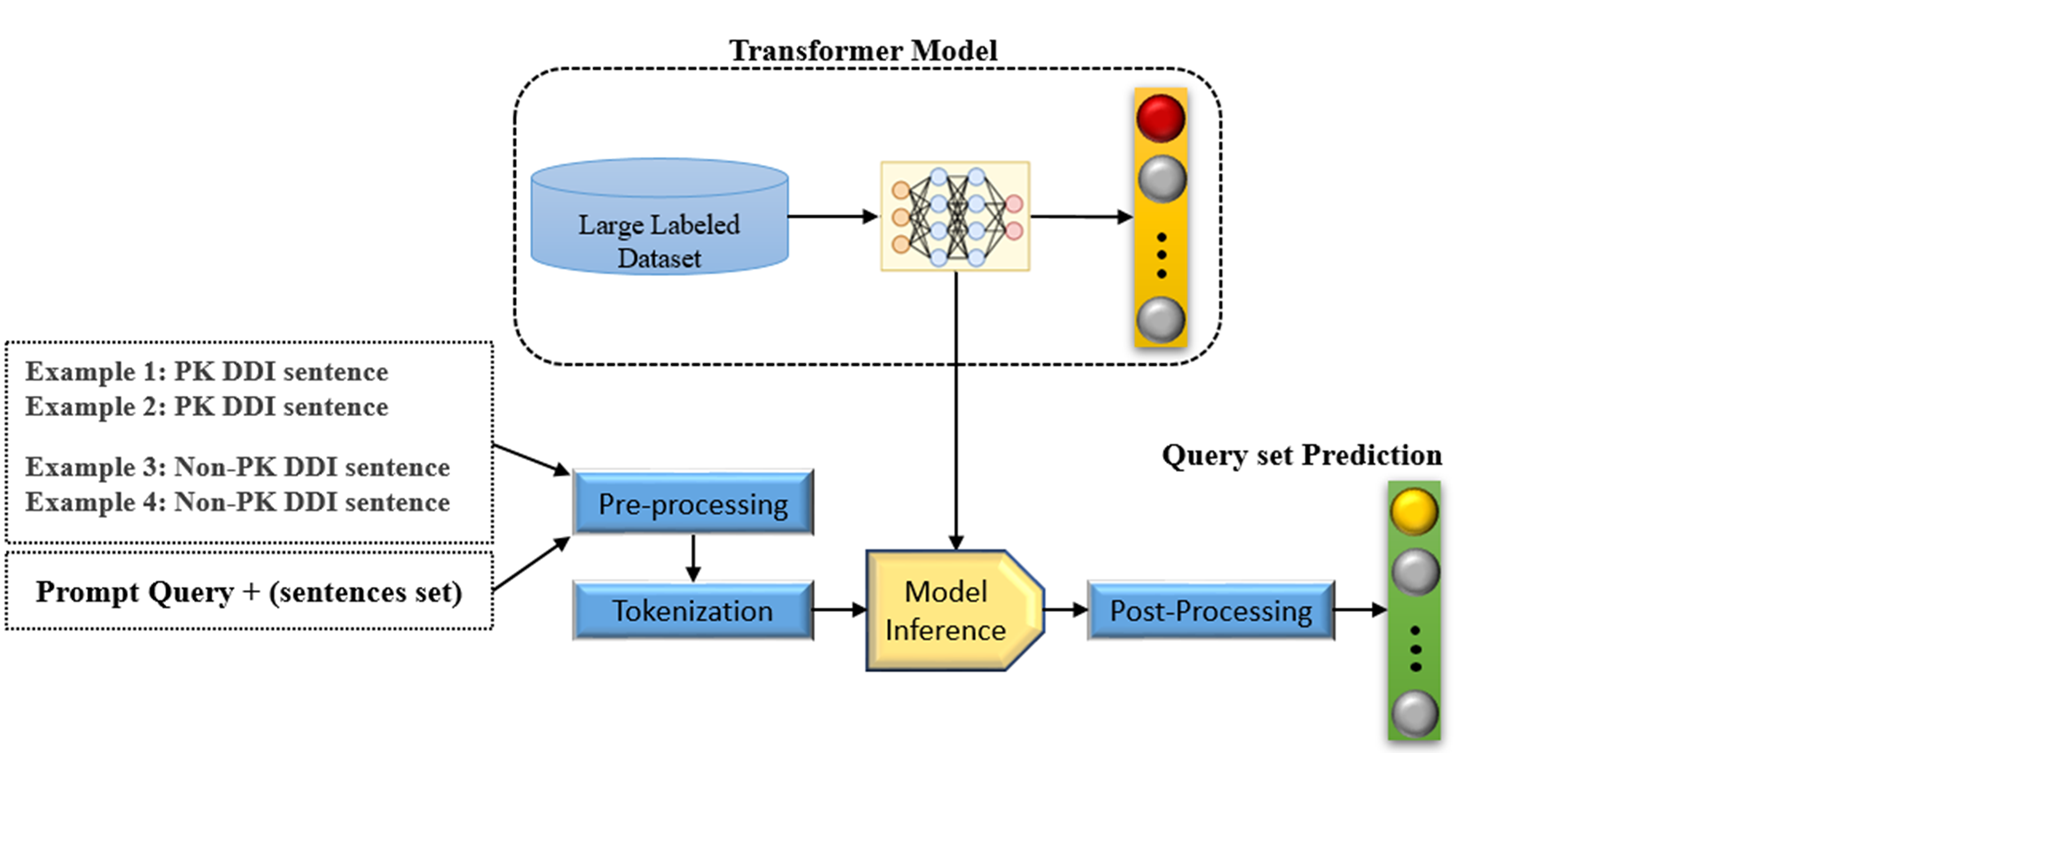 Transformer Model
Large Labeled
Dataset
Example 1: PK DDI sentence
Example 2: PK DDI sentence
Example 3: Non-PK DDI sentence
Example 4: Non-PK DDI sentence
Prompt Query + (sentences set)
Pre-processing
Tokenization
Model
Inference
Post-Processing
Query set Prediction